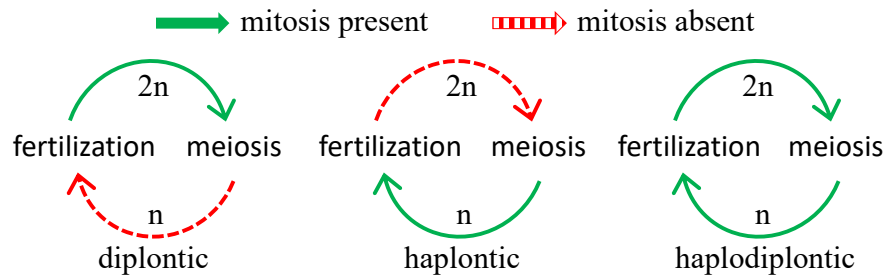 mitosis present mitosis absent
2n 2n 2n
fertilization meiosis fertilization meiosis fertilization meiosis
n n n
diplontic haplontic haplodiplontic